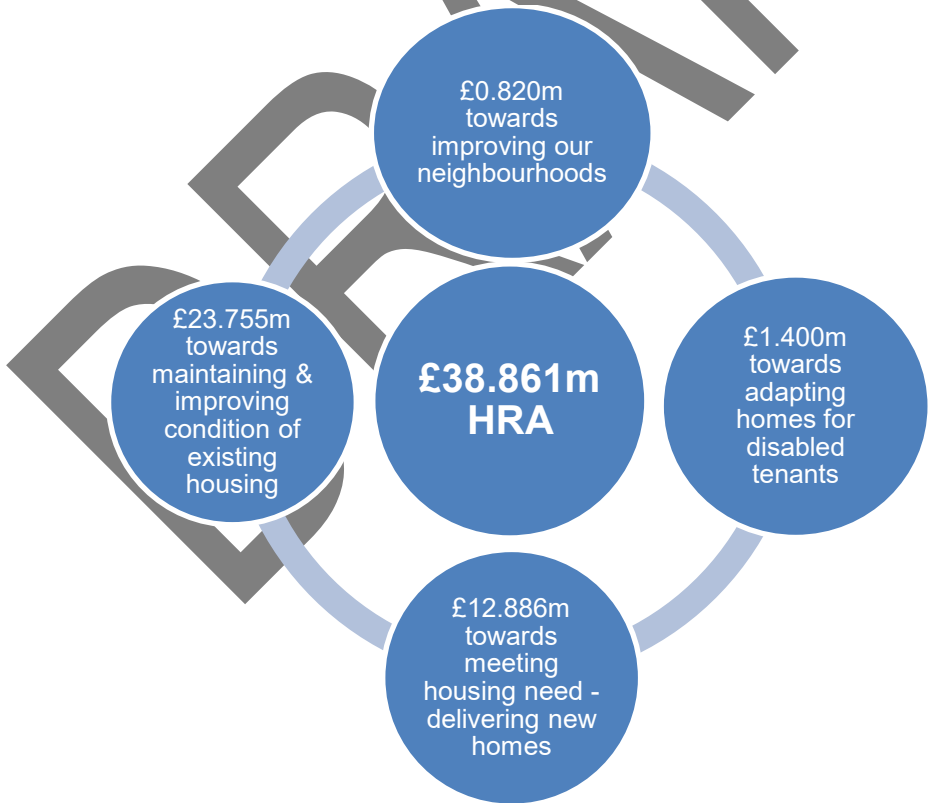 £0.820m
towards
improving our
neighbourhoods
£23.755m
towards
maintaining &
improving
condition of
existing
housing
£38.861m
HRA
£1.400m
towards
adapting
homes for
disabled
tenants
£12.886m
towards
meeting
housing need -
delivering new
homes